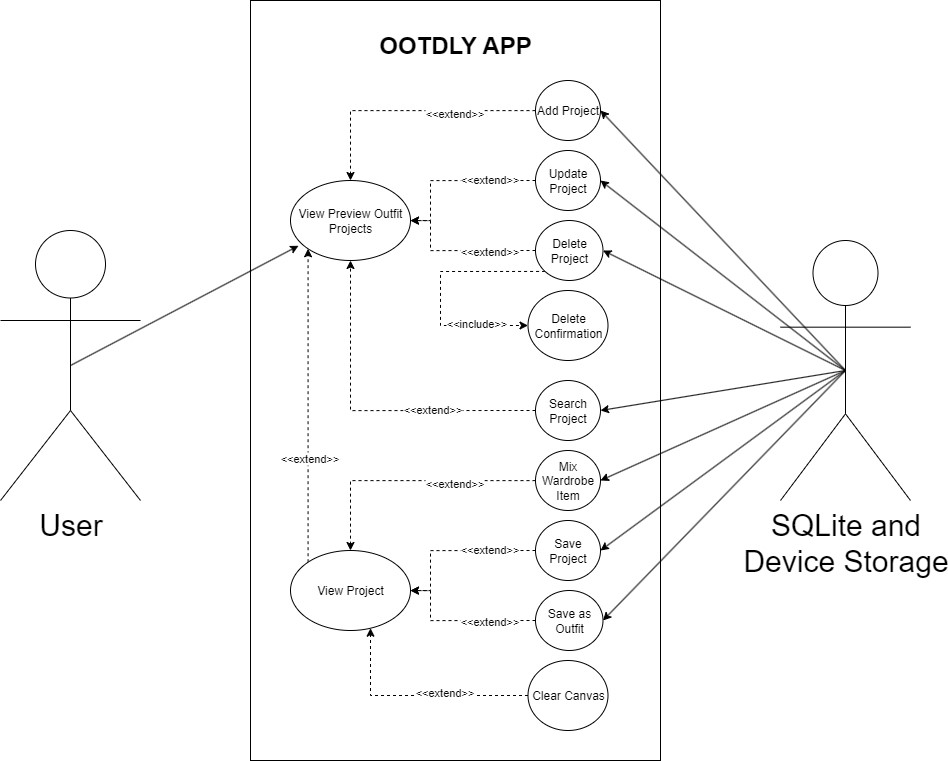 OOTDLY APP
Add Project
<<extend>>
Update
Project
<<extend>>
View Preview Outfit
Projects
Delete
Project
<<extend>>
Delete
Confirmation
<<include>>
Search
Project
<<extend>>
<<extend>>
Mix
Wardrobe
Item
<<extend>>
User
SQLite and
Device Storage
Save
Project
<<extend>>
View Project
Save as
Outfit
<<extend>>
Clear Canvas
<<extend>>